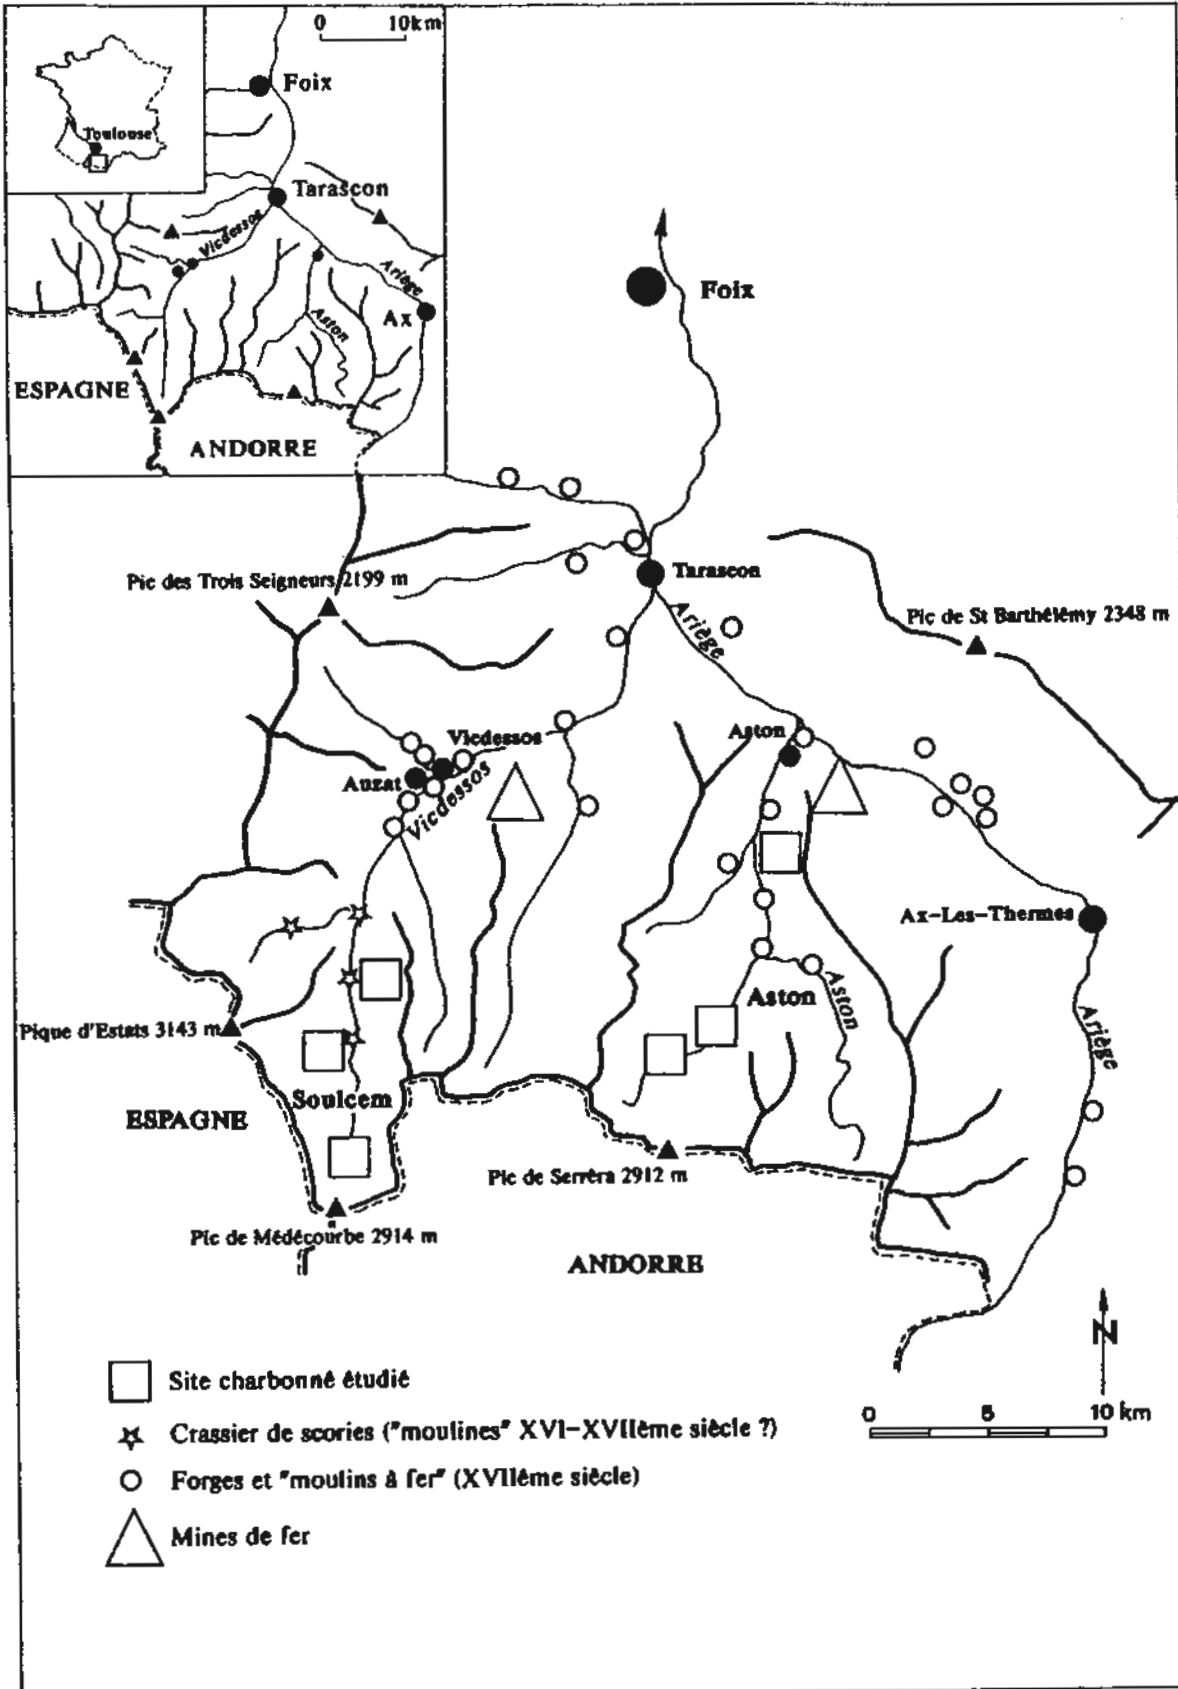 0 10km
Foix
Toulouse
Tarascon
Vicdessos
Ariège
Ax
Aston
ESPAGNE
ANDORRE
Foix
Pic des Trois Seigneurs 2199 m
Tarascon
Ariège
Pic de St Barthélémy 2348 m
Vicdessos
Aston
Auzat
Vicdessos
Ax-Les-Thermes
Aston
Aston
Pique d'Estats 3143 m
Ariège
Soulcem
ESPAGNE
Pic de Serrèra 2912 m
Pic de Médécourbe 2914 m
ANDORRE
N
0 5 10 km
Site charbonné étudié
Crassier de scories ("moulines" XVI-XVIIème siècle ?)
Forges et "moulins à fer" (XVIIème siècle)
Mines de fer